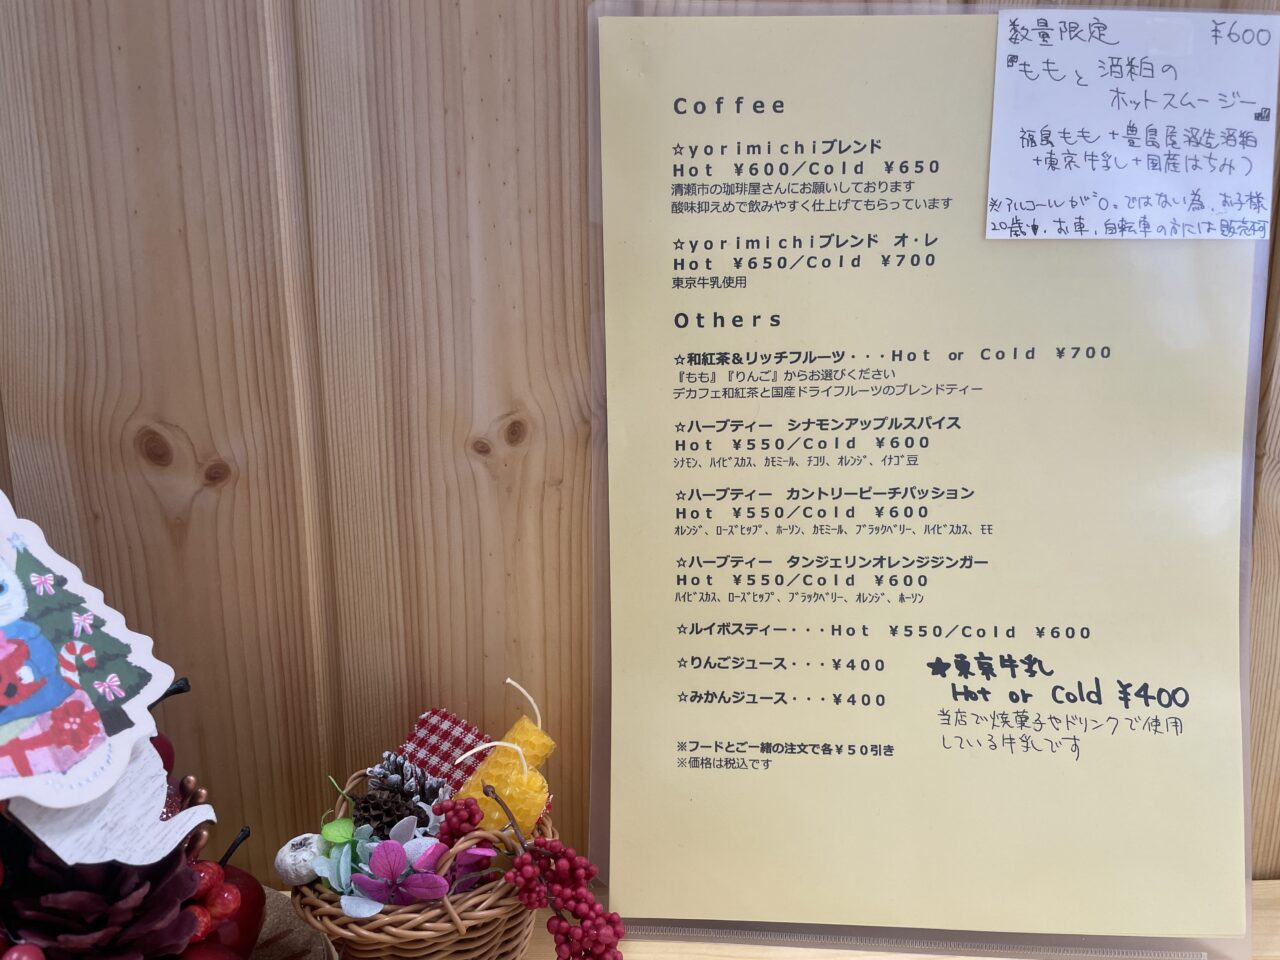 Coffee
☆yorimichiブレンド
Hot ¥600/Cold ¥650
清瀬市の珈琲屋さんにお願いしております
酸味抑えめで飲みやすく仕上げてもらっています
☆yorimichiブレンド オ・レ
Hot ¥650/Cold ¥700
東京牛乳使用
Others
☆和紅茶&リッチフルーツ・・・Hot or Cold ¥700
『もも』『りんご』からお選びください
デカフェ和紅茶と国産ドライフルーツのブレンドティー
☆ハーブティー シナモンアップルスパイス
Hot ¥550/Cold ¥600
シナモン、ハイビスカス、カモミール、チコリ、オレンジ、イナゴ豆
☆ハーブティー カントリーピーチパッション
Hot ¥550/Cold ¥600
オレンジ、ローズヒップ、ホーソン、カモミール、ブラックベリー、ハイビスカス、モモ
☆ハーブティー タンジェリンオレンジジンガー
Hot ¥550/Cold ¥600
ハイビスカス、ローズヒップ、ブラックベリー、オレンジ、ホーソン
☆ルイボスティー・・・Hot ¥550/Cold ¥600
☆りんごジュース・・・¥400
☆みかんジュース・・・¥400
※フードとご一緒の注文で各¥50引き
※価格は税込です
★東京牛乳
Hot or Cold ¥400
当店で焼菓子やドリンクで使用
している牛乳です
数量限定 ¥600
『ももと酒粕の
ホットスムージー』
福島もも+豊島屋酒造酒粕
+東京牛乳+国産はちみつ
※アルコールが0%ではない為、お子様
20歳↓、お車、自転車の方には販売不可